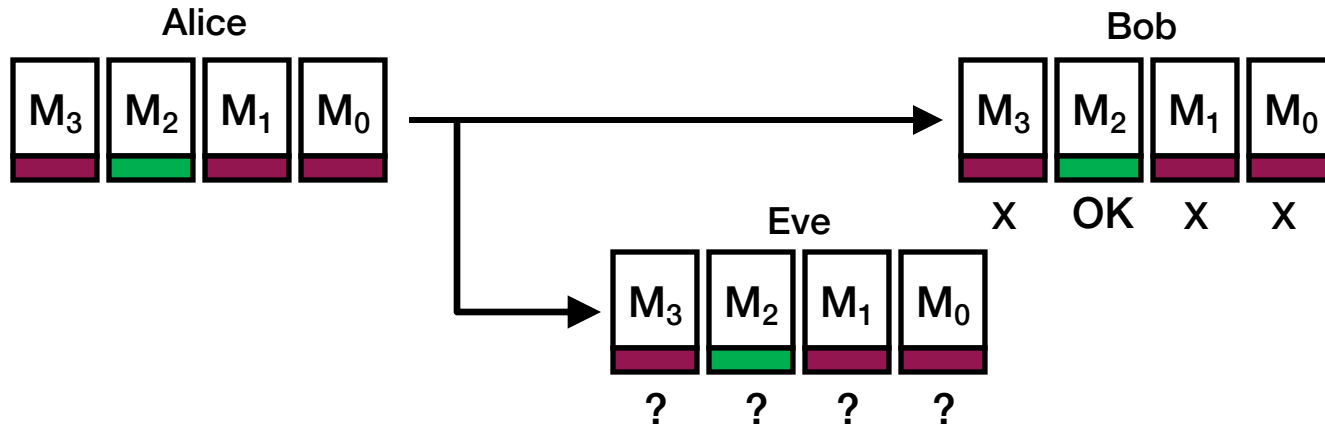 Alice
M₃ M₂ M₁ M₀
Bob
M₃ M₂ M₁ M₀
X OK X X
Eve
M₃ M₂ M₁ M₀
? ? ? ?